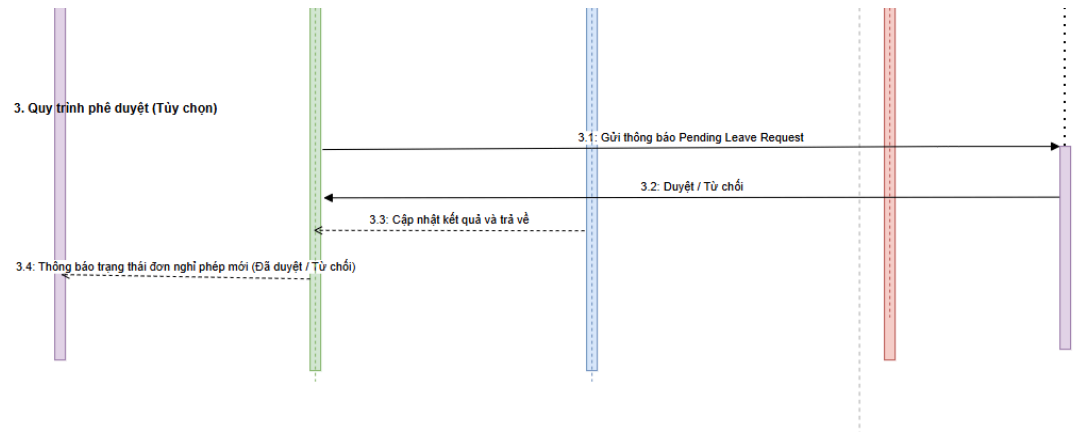 3. Quy trình phê duyệt (Tùy chọn)
3.1: Gửi thông báo Pending Leave Request
3.2: Duyệt / Từ chối
3.3: Cập nhật kết quả và trả về
3.4: Thông báo trạng thái đơn nghỉ phép mới (Đã duyệt / Từ chối)